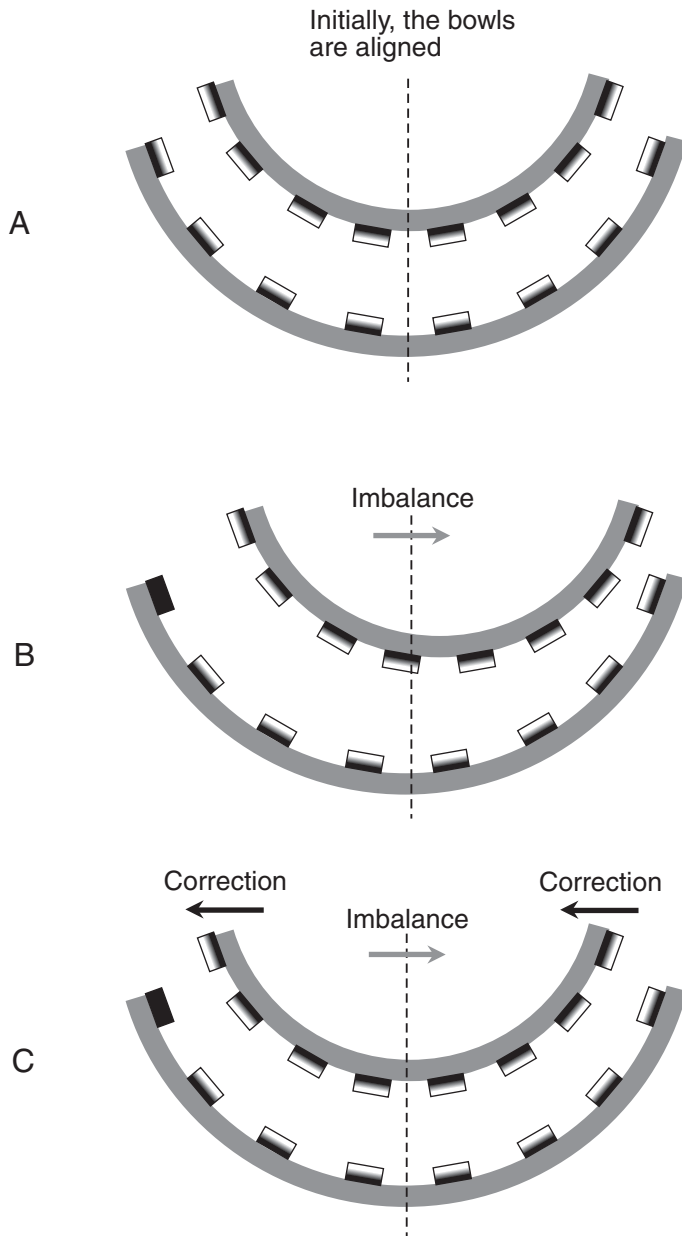 Initially, the bowls
are aligned
A
Imbalance
B
Correction
Correction
Imbalance
C